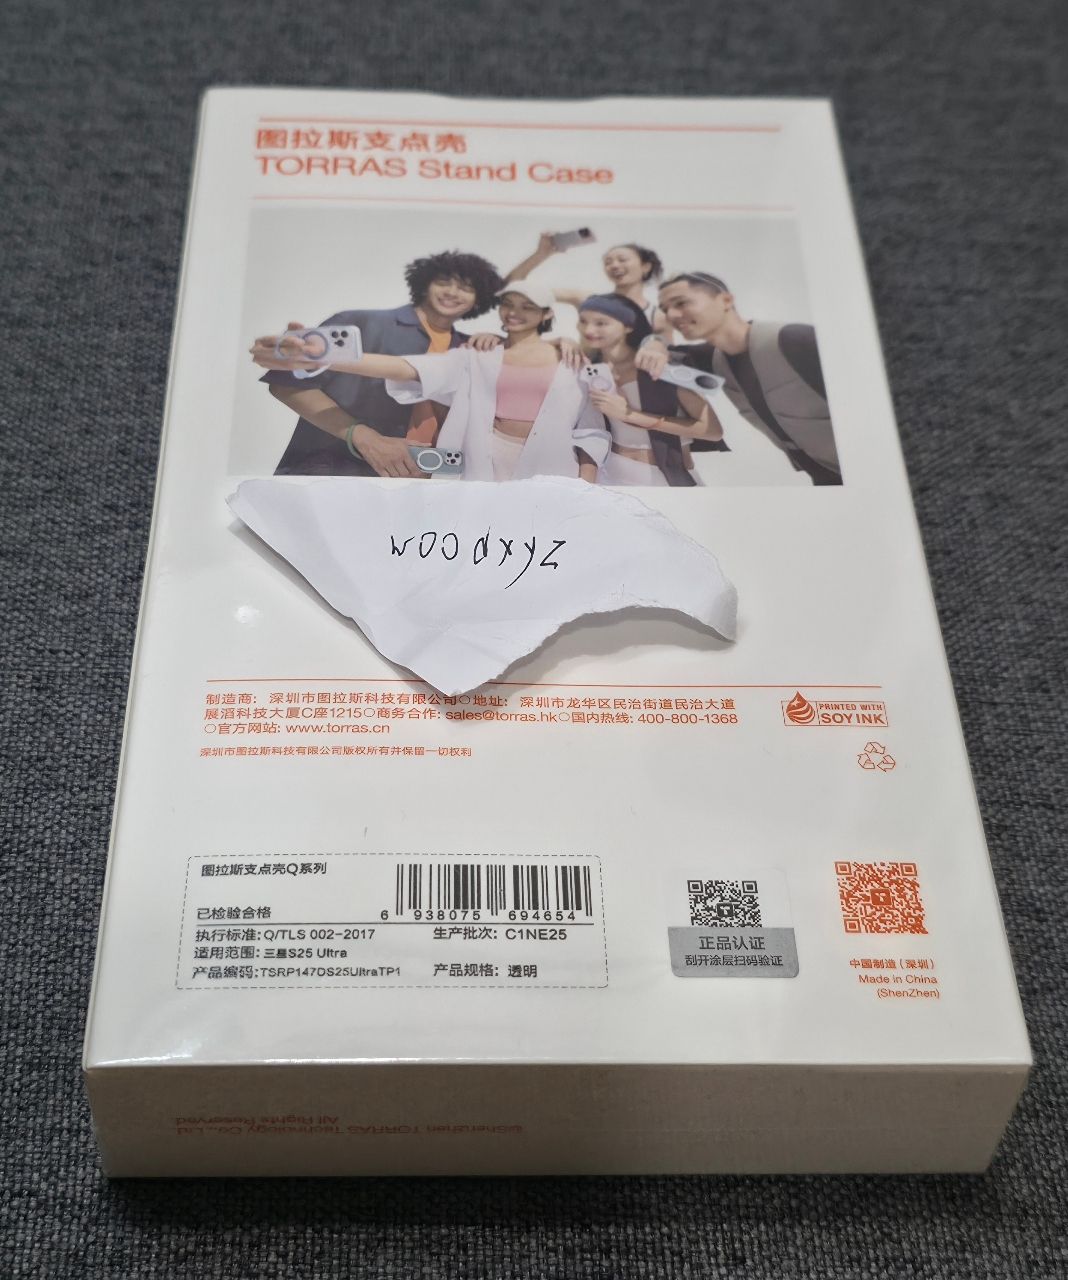 图拉斯支点壳
TORRAS Stand Case
woodxyz
制造商: 深圳市图拉斯科技有限公司○地址: 深圳市龙华区民治街道民治大道
展滔科技大厦C座1215○商务合作: sales@torras.hk○国内热线: 400-800-1368
○官方网站: www.torras.cn
深圳市图拉斯科技有限公司版权所有并保留一切权利
PRINTED WITH
SOY INK
图拉斯支点壳Q系列
已检验合格
6 938075 694654
执行标准: Q/TLS 002-2017 生产批次: C1NE25
适用范围: 三星S25 Ultra
产品编码: TSRP147DS25UltraTP1 产品规格: 透明
正品认证
刮开涂层扫码验证
中国制造 (深圳)
Made in China
(ShenZhen)
©Shenzhen TORRAS Technology Co., Ltd
All Rights Reserved